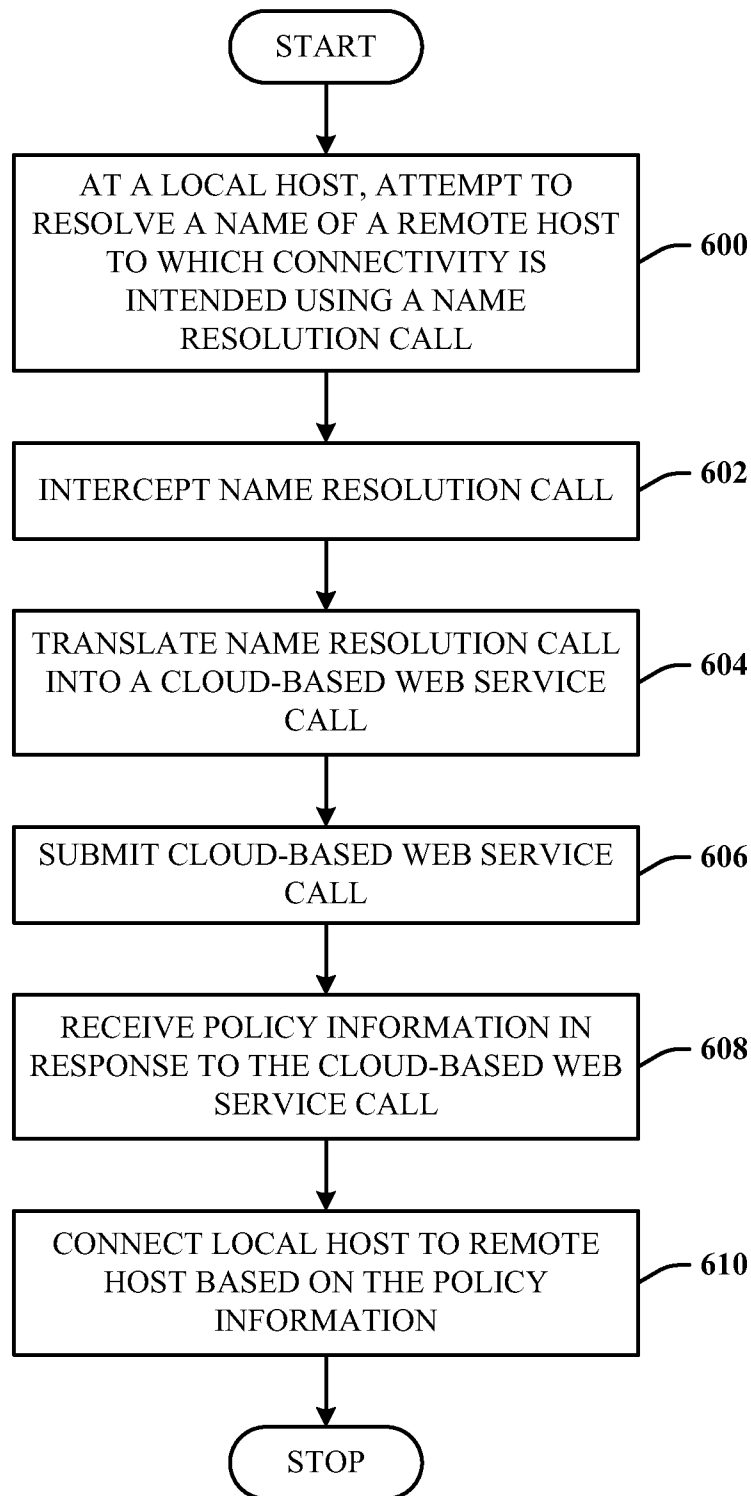 START
AT A LOCAL HOST, ATTEMPT TO
RESOLVE A NAME OF A REMOTE HOST
TO WHICH CONNECTIVITY IS
INTENDED USING A NAME
RESOLUTION CALL
600
INTERCEPT NAME RESOLUTION CALL
602
TRANSLATE NAME RESOLUTION CALL
INTO A CLOUD-BASED WEB SERVICE
CALL
604
SUBMIT CLOUD-BASED WEB SERVICE
CALL
606
RECEIVE POLICY INFORMATION IN
RESPONSE TO THE CLOUD-BASED WEB
SERVICE CALL
608
CONNECT LOCAL HOST TO REMOTE
HOST BASED ON THE POLICY
INFORMATION
610
STOP